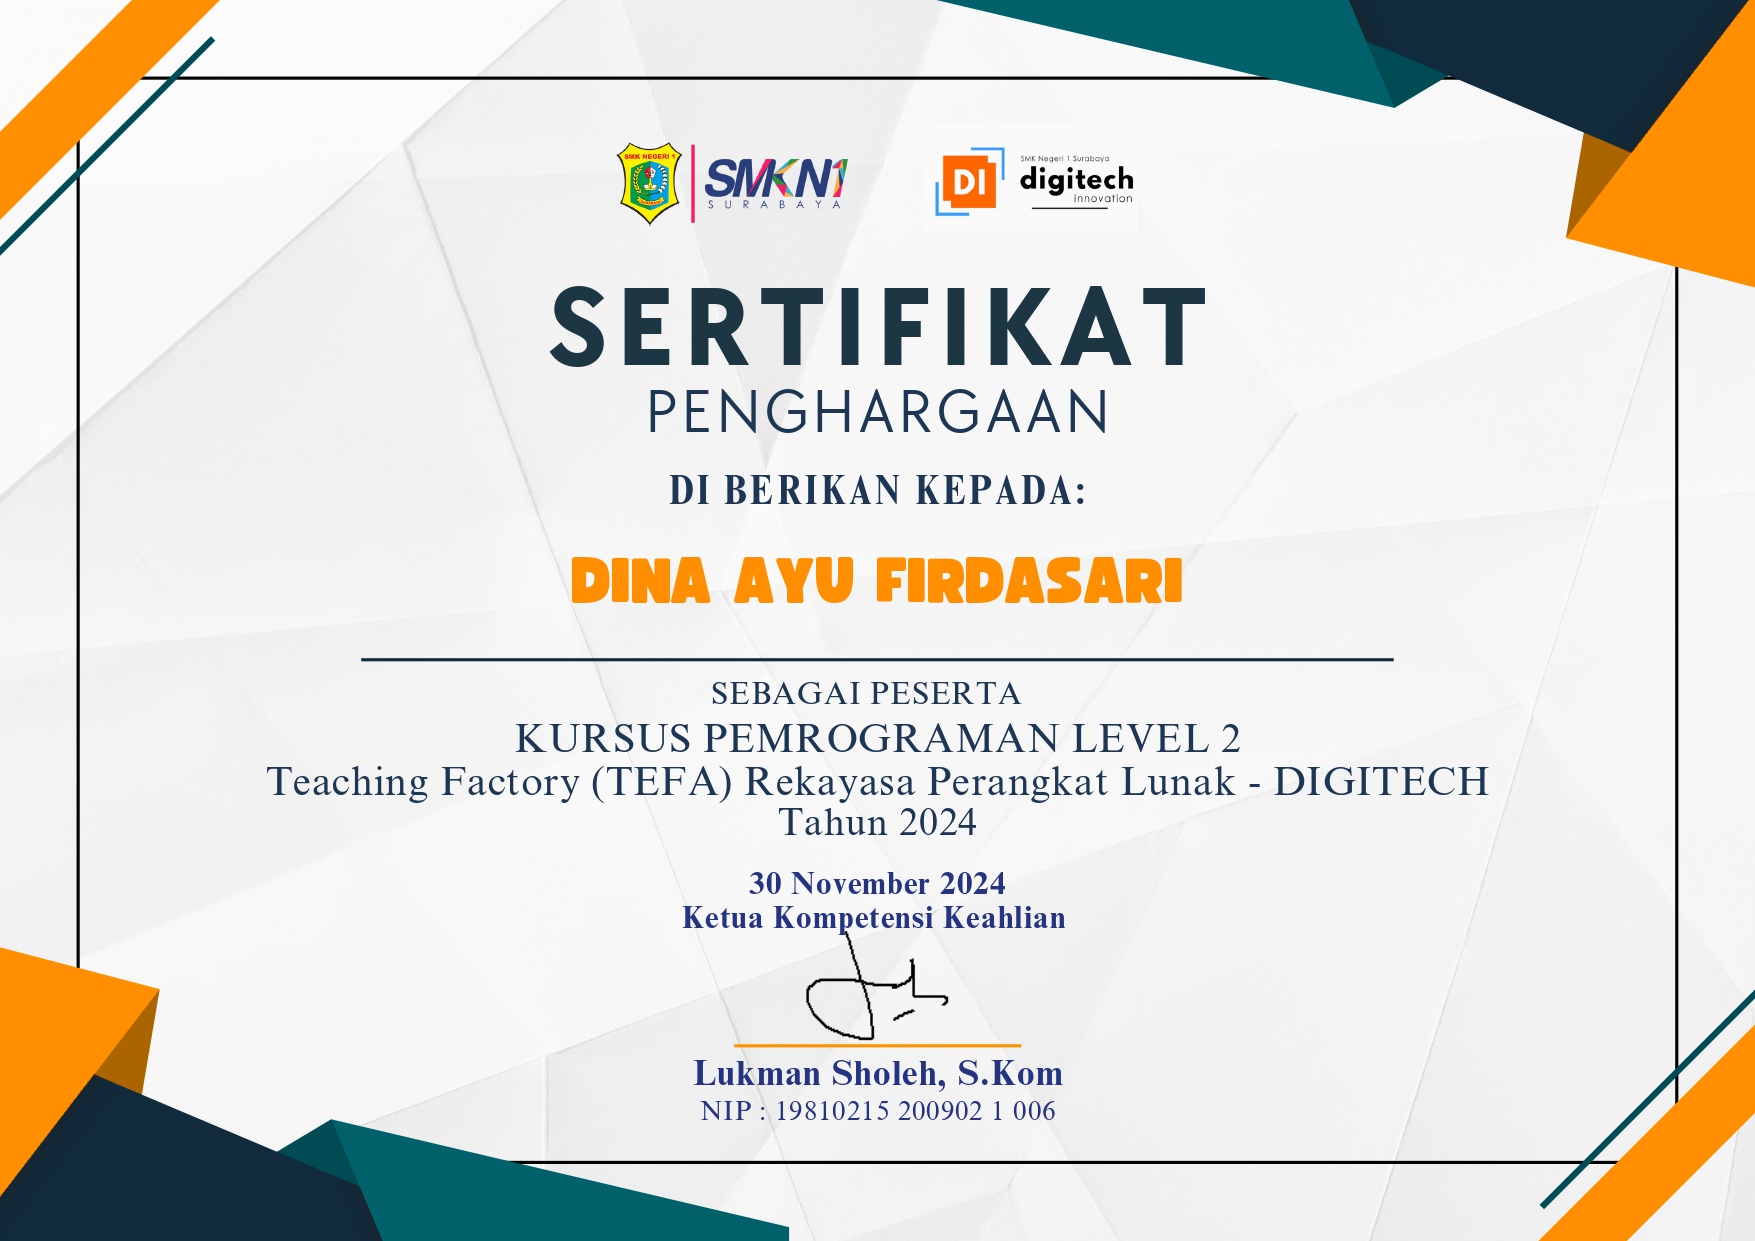 SMK NEGERI 1
SMKN1
SURABAYA
DI
SMK Negeri 1 Surabaya
digitech
innovation
SERTIFIKAT
PENGHARGAAN
DI BERIKAN KEPADA:
DINA AYU FIRDASARI
SEBAGAI PESERTA
KURSUS PEMROGRAMAN LEVEL 2
Teaching Factory (TEFA) Rekayasa Perangkat Lunak - DIGITECH
Tahun 2024
30 November 2024
Ketua Kompetensi Keahlian
Lukman Sholeh, S.Kom
NIP : 19810215 200902 1 006